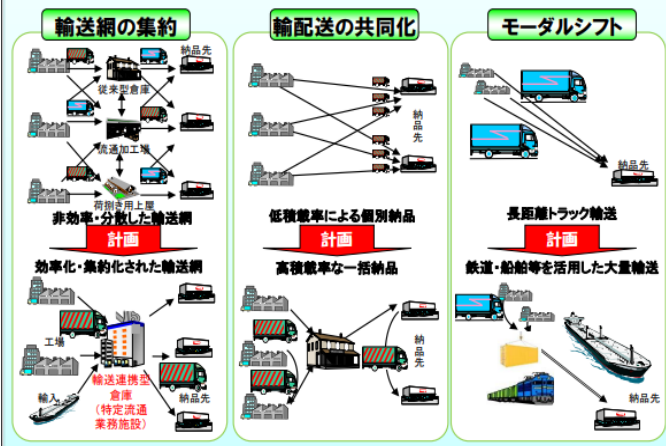 輸送網の集約
納品先
従来型倉庫
流通加工場
荷捌き用上屋
非効率・分散した輸送網
計画
効率化・集約化された輸送網
工場
輸入
輸送連携型
倉庫
(特定流通
業務施設)
納品先
輸配送の共同化
納品先
低積載率による個別納品
計画
高積載率な一括納品
納品先
モーダルシフト
納品先
長距離トラック輸送
計画
鉄道・船舶等を活用した大量輸送
納品先